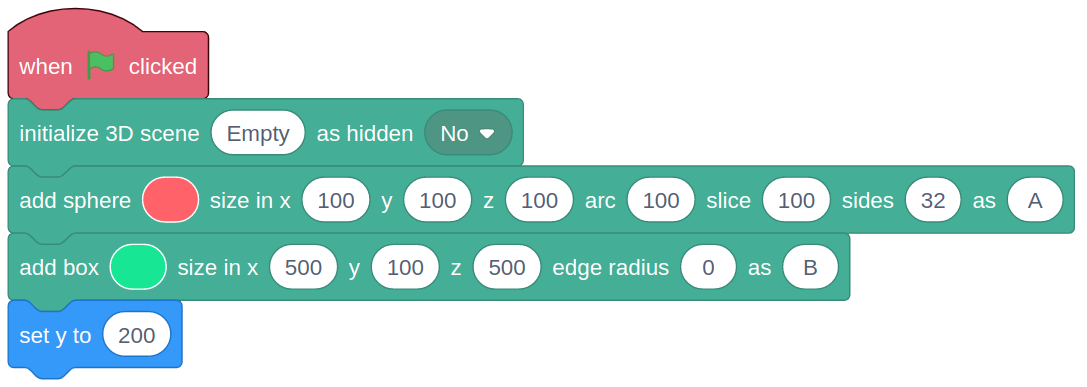 when clicked
initialize 3D scene Empty as hidden No
add sphere size in x 100 y 100 z 100 arc 100 slice 100 sides 32 as A
add box size in x 500 y 100 z 500 edge radius 0 as B
set y to 200